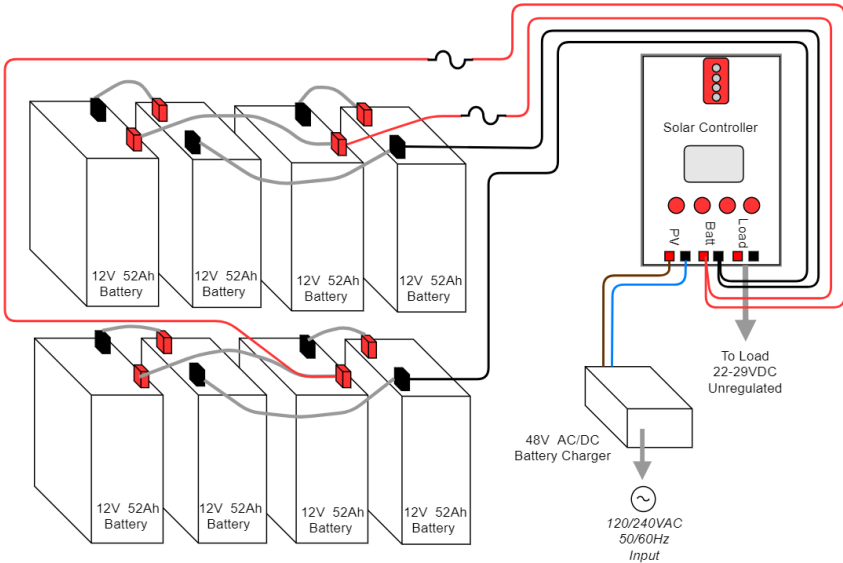 Solar Controller
PV
Batt
Load
12V 52Ah
Battery
12V 52Ah
Battery
12V 52Ah
Battery
12V 52Ah
Battery
To Load
22-29VDC
Unregulated
48V AC/DC
Battery Charger
12V 52Ah
Battery
12V 52Ah
Battery
12V 52Ah
Battery
12V 52Ah
Battery
120/240VAC
50/60Hz
Input